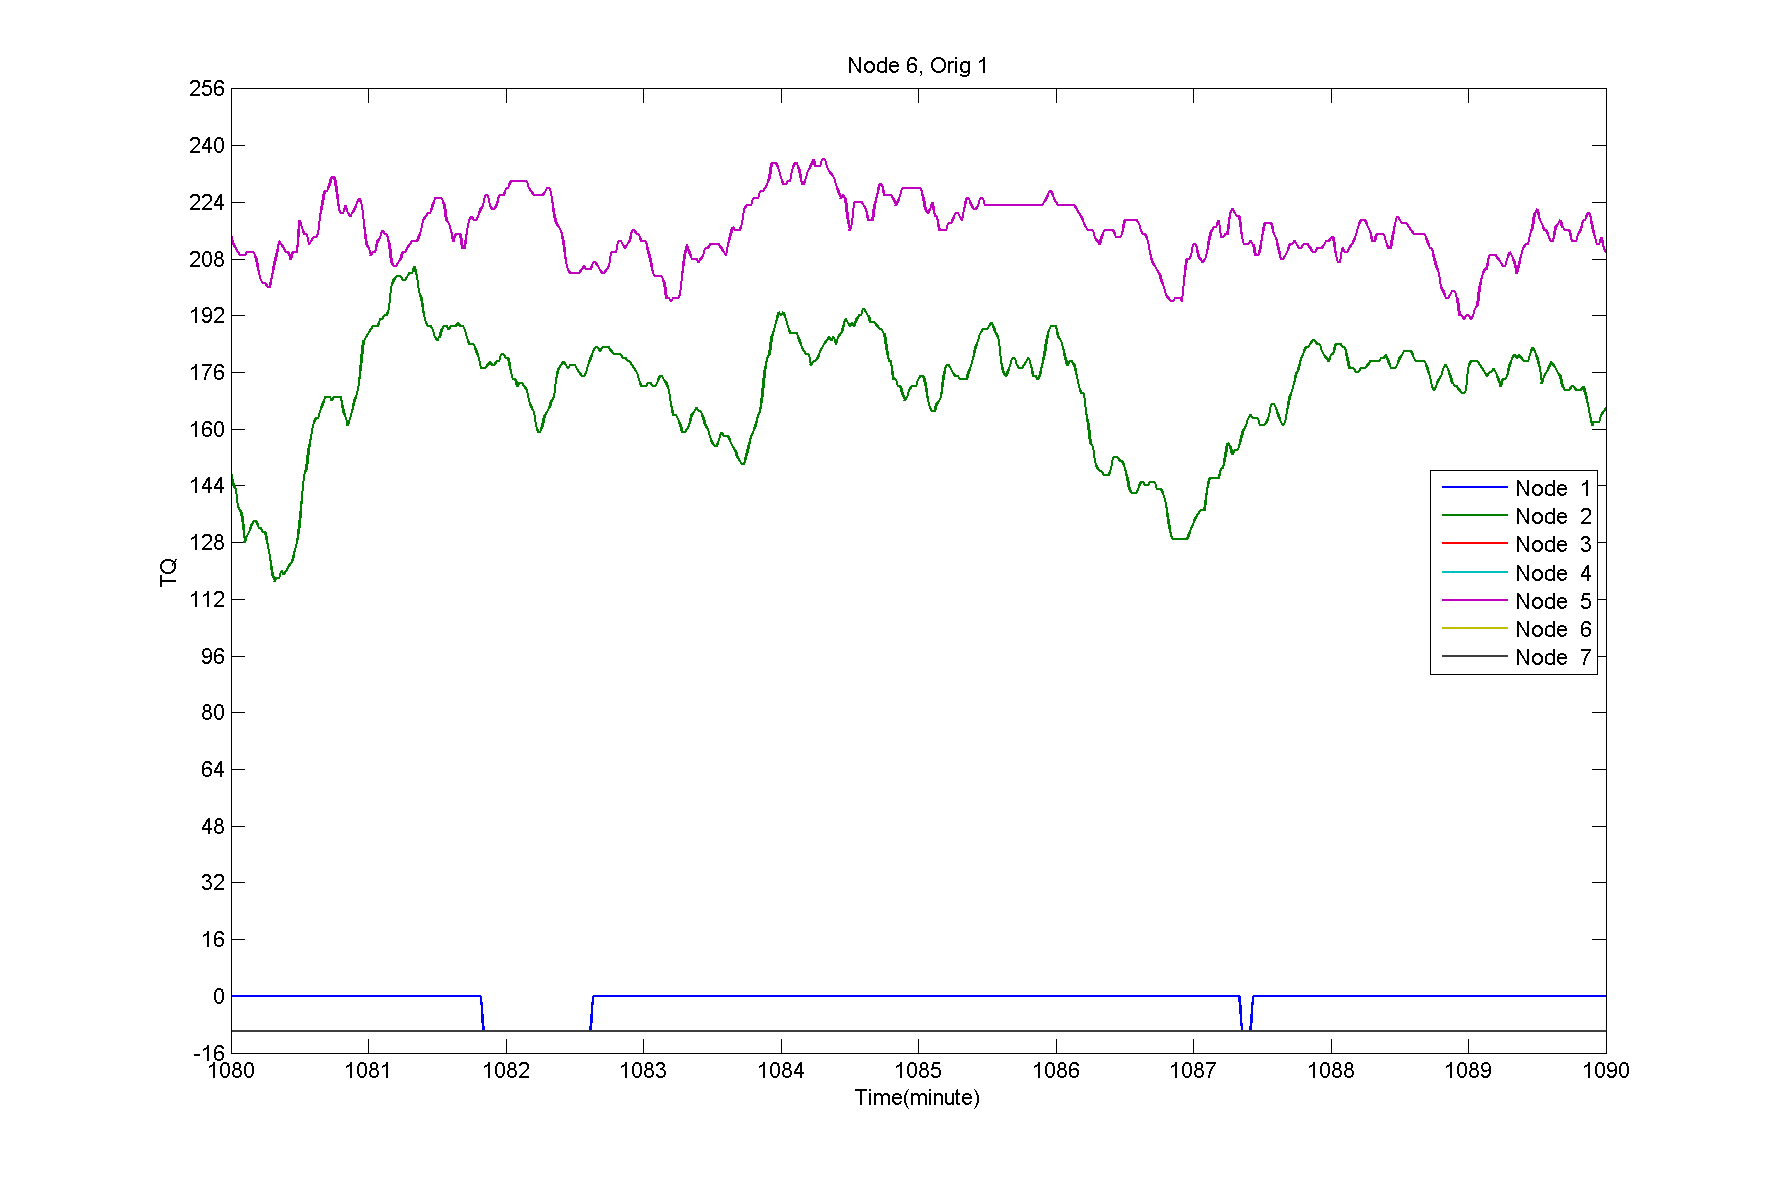 Node 6, Orig 1
256
240
224
208
192
176
160
144
128
112
96
80
64
48
32
16
0
-16
TQ
Node 1
Node 2
Node 3
Node 4
Node 5
Node 6
Node 7
1080 1081 1082 1083 1084 1085 1086 1087 1088 1089 1090
Time(minute)